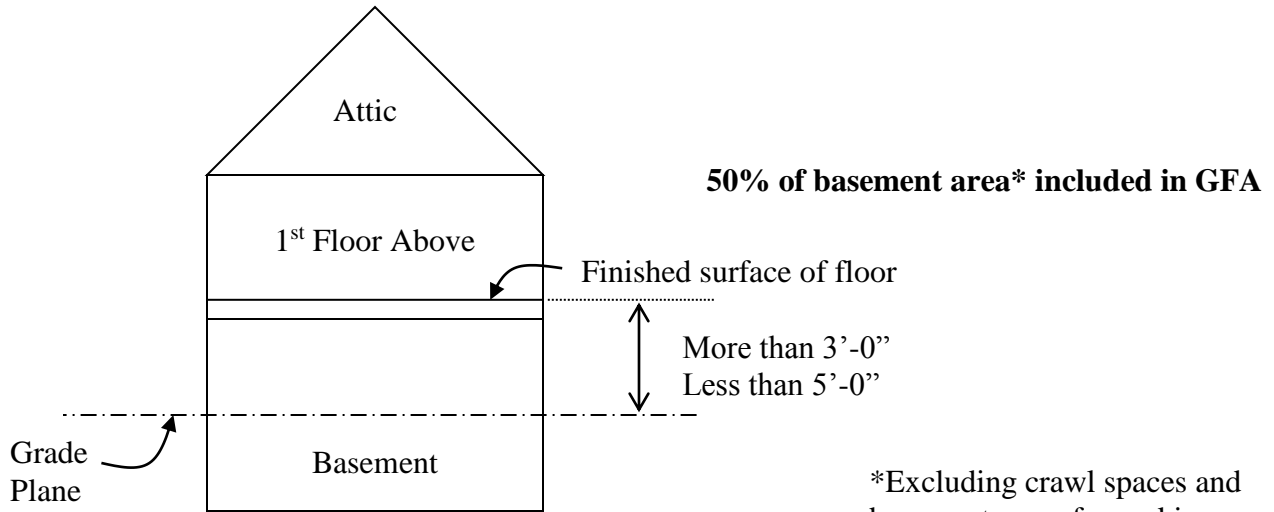 Attic
50% of basement area* included in GFA
1st Floor Above
Finished surface of floor
More than 3’-0”
Less than 5’-0”
Grade
Plane
Basement
*Excluding crawl spaces and